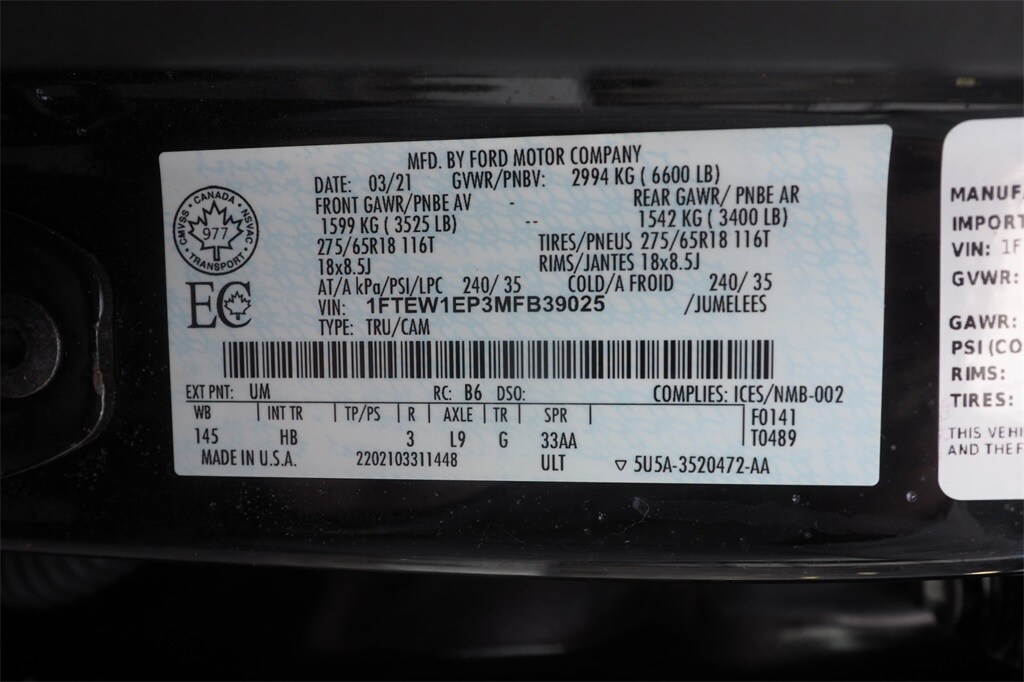 MFD. BY FORD MOTOR COMPANY
DATE: 03/21 GVWR/PNBV: 2994 KG ( 6600 LB)
FRONT GAWR/PNBE AV - REAR GAWR/ PNBE AR
1599 KG ( 3525 LB) -- 1542 KG ( 3400 LB)
275/65R18 116T TIRES/PNEUS 275/65R18 116T
18x8.5J RIMS/JANTES 18x8.5J
AT/A kPa/PSI/LPC 240/ 35 COLD/A FROID 240/ 35
VIN: 1FTEW1EP3MFB39025 /JUMELEES
TYPE: TRU/CAM
CMVSS · CANADA · NSVAC
977
TRANSPORT
EC
EXT PNT: UM RC: B6 DSO: COMPLIES: ICES/NMB-002
WB INT TR TP/PS R AXLE TR SPR F0141
145 HB 3 L9 G 33AA T0489
MADE IN U.S.A. 2202103311448 ULT ▽ 5U5A-3520472-AA
MANUF
IMPORT
VIN: 1F
GVWR:
GAWR:
PSI (CO
RIMS:
TIRES:
THIS VEHI
AND THE F